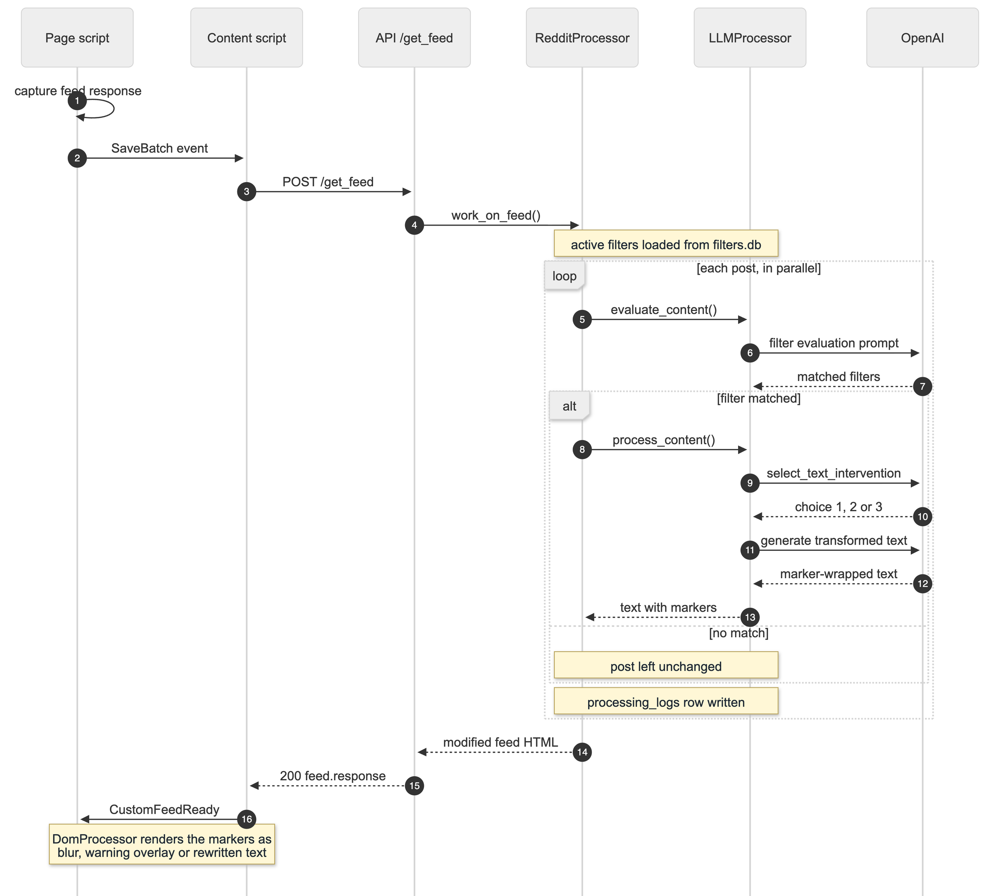 Page script
Content script
API /get_feed
RedditProcessor
LLMProcessor
OpenAI
capture feed response
1
SaveBatch event
2
POST /get_feed
3
work_on_feed()
4
active filters loaded from filters.db
loop
[each post, in parallel]
evaluate_content()
5
filter evaluation prompt
6
matched filters
7
alt
[filter matched]
process_content()
8
select_text_intervention
9
choice 1, 2 or 3
10
generate transformed text
11
marker-wrapped text
12
text with markers
13
[no match]
post left unchanged
processing_logs row written
modified feed HTML
14
200 feed.response
15
CustomFeedReady
16
DomProcessor renders the markers as
blur, warning overlay or rewritten text